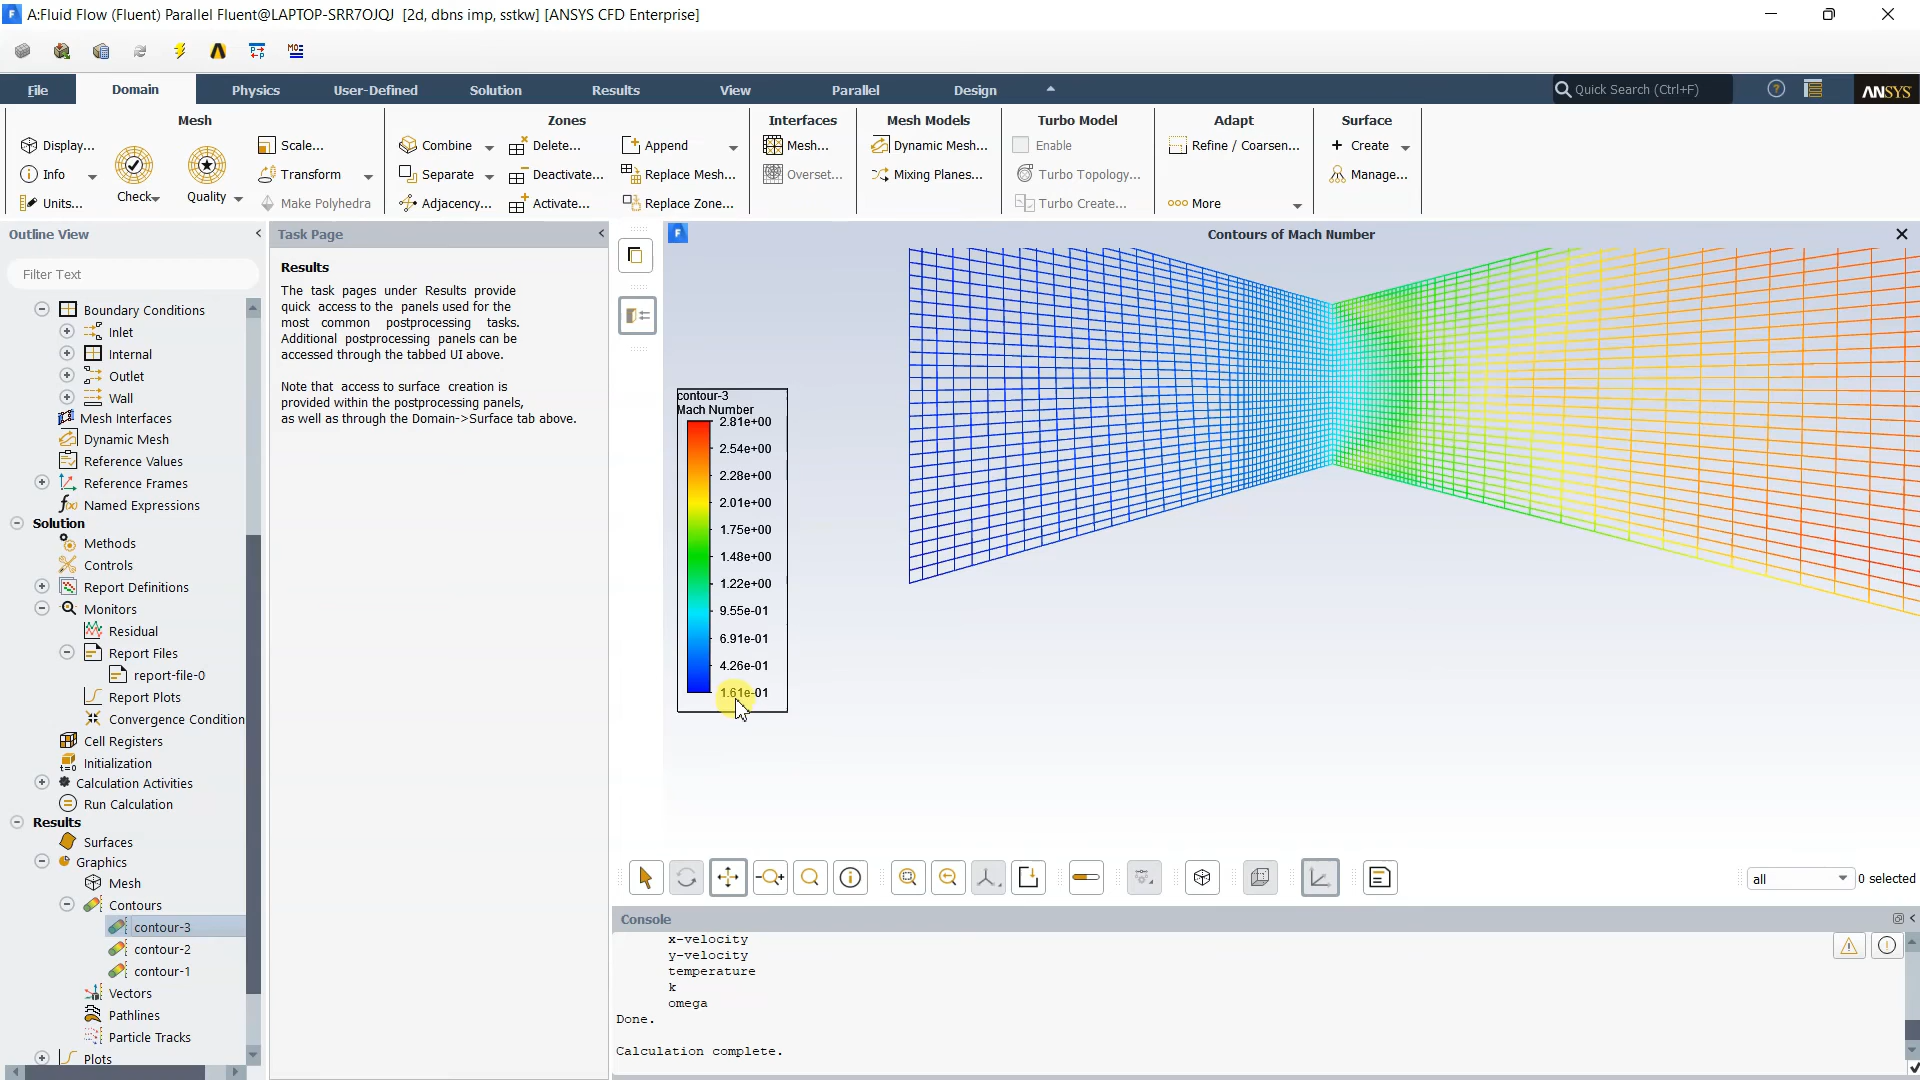 A:Fluid Flow (Fluent) Parallel Fluent@LAPTOP-SRR7OJQJ [2d, dbns imp, sstkw] [ANSYS CFD Enterprise]
File
Domain
Physics
User-Defined
Solution
Results
View
Parallel
Design
Quick Search (Ctrl+F)
ANSYS
Mesh
Display...
Info
Units...
Check
Quality
Scale...
Transform
Make Polyhedra
Zones
Combine
Separate
Adjacency...
Delete...
Deactivate...
Activate...
Append
Replace Mesh...
Replace Zone...
Interfaces
Mesh...
Overset...
Mesh Models
Dynamic Mesh...
Mixing Planes...
Turbo Model
Enable
Turbo Topology...
Turbo Create...
Adapt
Refine / Coarsen...
More
Surface
Create
Manage...
Outline View
Filter Text
Boundary Conditions
Inlet
Internal
Outlet
Wall
Mesh Interfaces
Dynamic Mesh
Reference Values
Reference Frames
Named Expressions
Solution
Methods
Controls
Report Definitions
Monitors
Residual
Report Files
report-file-0
Report Plots
Convergence Condition
Cell Registers
Initialization
Calculation Activities
Run Calculation
Results
Surfaces
Graphics
Mesh
Contours
contour-3
contour-2
contour-1
Vectors
Pathlines
Particle Tracks
Plots
Task Page
Results
The task pages under Results provide
quick access to the panels used for the
most common postprocessing tasks.
Additional postprocessing panels can be
accessed through the tabbed UI above.
Note that access to surface creation is
provided within the postprocessing panels,
as well as through the Domain->Surface tab above.
Contours of Mach Number
contour-3
Mach Number
2.81e+00
2.54e+00
2.28e+00
2.01e+00
1.75e+00
1.48e+00
1.22e+00
9.55e-01
6.91e-01
4.26e-01
1.61e-01
all
0 selected
Console
x-velocity
y-velocity
temperature
k
omega
Done.
Calculation complete.